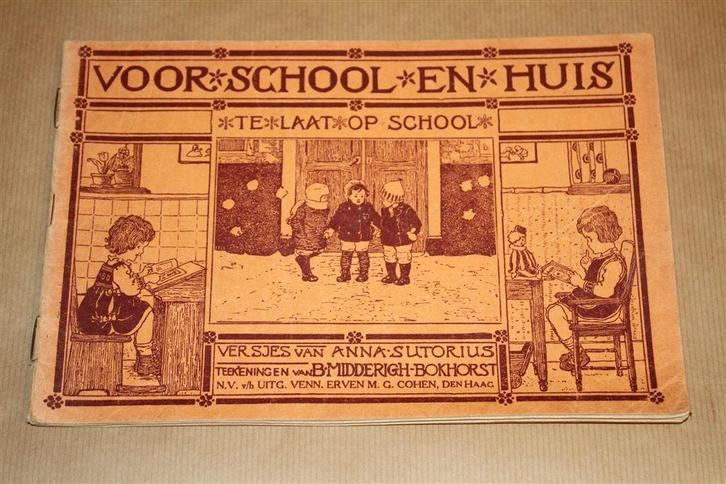 VOOR*SCHOOL*EN*HUIS
*TE*LAAT*OP SCHOOL*
VERSJES VAN ANNA·SUTORIUS
TEEKENINGEN VAN B·MIDDERIGH-BOKHORST
N.V. v/h UITG. VENN. ERVEN M. G. COHEN, DEN HAAG